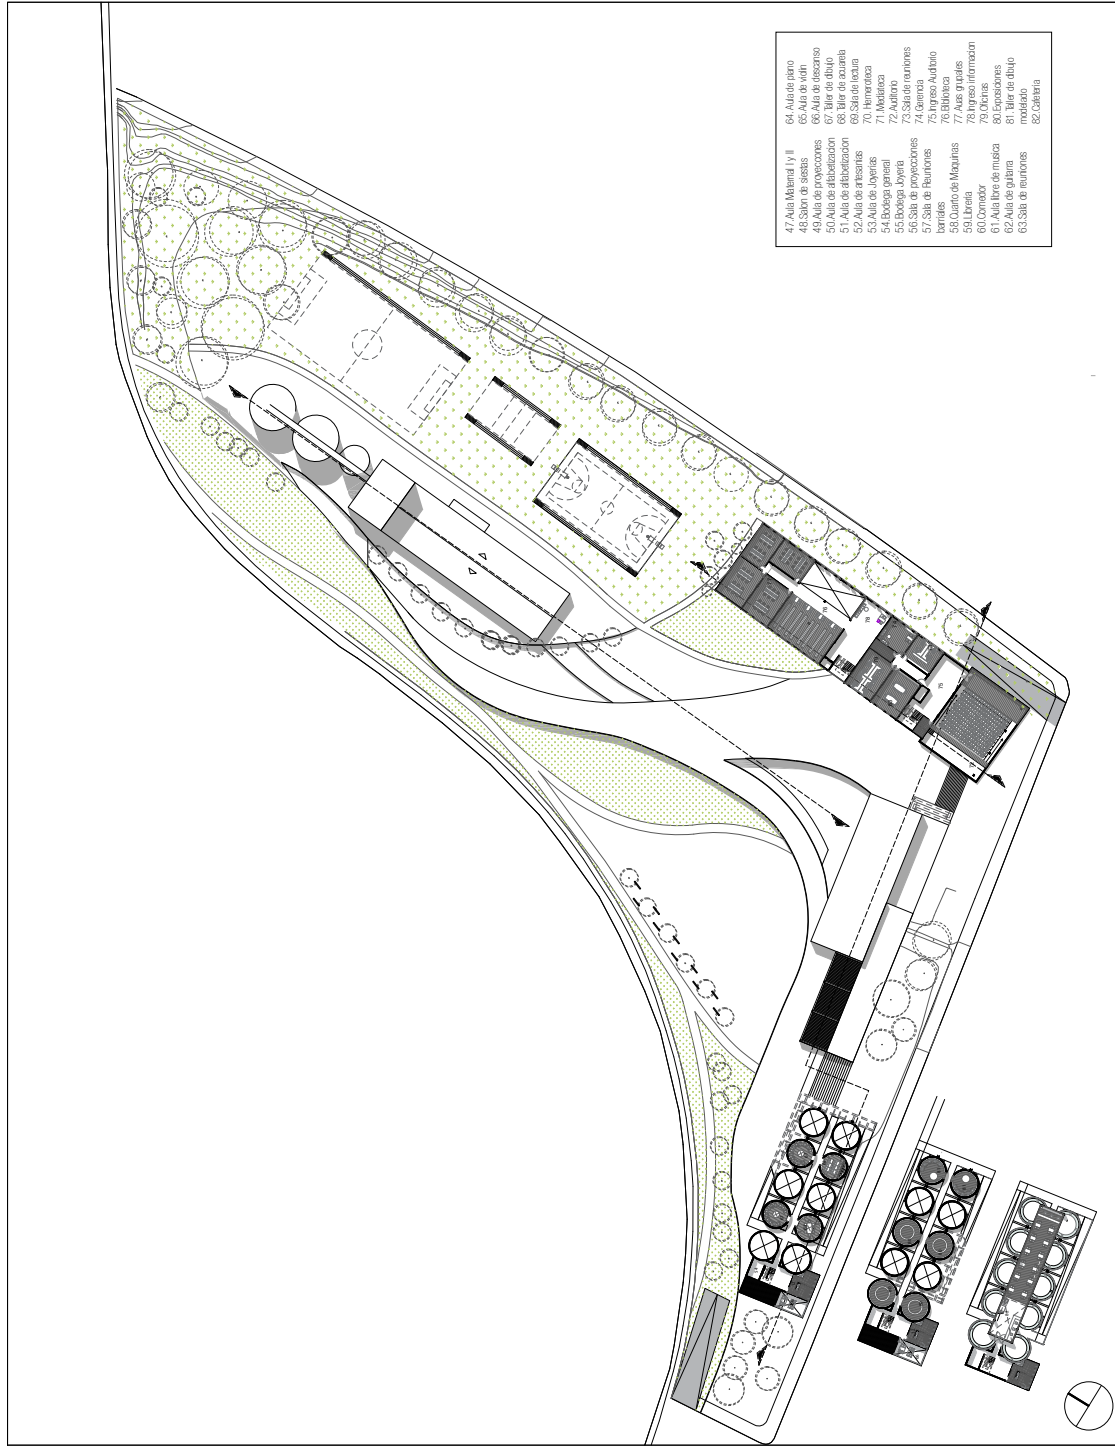 47.Aula Maternal I y II
48.Salon de siestas
49.Aula de proyeccones
50.Aula de alfabetizacion
51.Aula de alfabetizacion
52.Aula de artesanias
53.Aula de Joyerias
54.Bodega general
55.Bodega Joyeria
56.Sala de proyecciones
57.Sala de Reuniones
barriales
58.Cuarto de Maquinas
59.Libreria
60.Comedor
61.Aula libre de musica
62.Aula de guitarra
63.Sala de reuniones
64.Aula de piano
65.Aula de violin
66.Aula de descanso
67.Taller de dibujo
68.Taller de acuarela
69.Sala de lectura
70.Hemeroteca
71.Mediateca
72.Auditorio
73.Sala de reuniones
74.Gerencia
75.Ingreso Auditorio
76.Biblioteca
77.Auas grupales
78.Ingreso informacion
79.Oficinas
80.Exposiciones
81.Taller de dibujo
modelado
82.Cafeteria
76
78
75